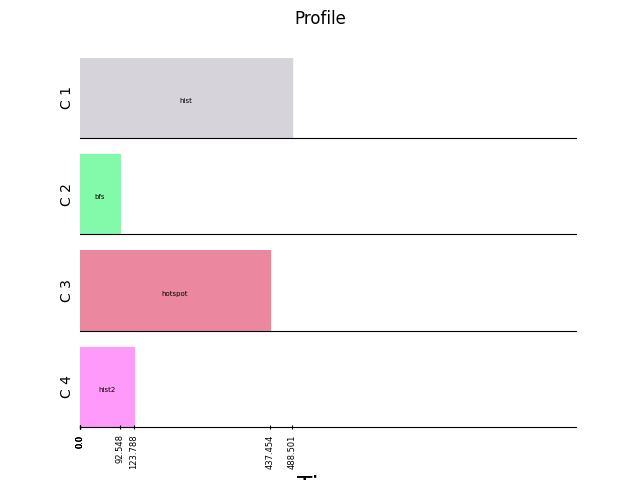 Profile
C 1
hist
C 2
bfs
C 3
hotspot
C 4
hist2
0.0
92.548
123.788
437.454
488.501